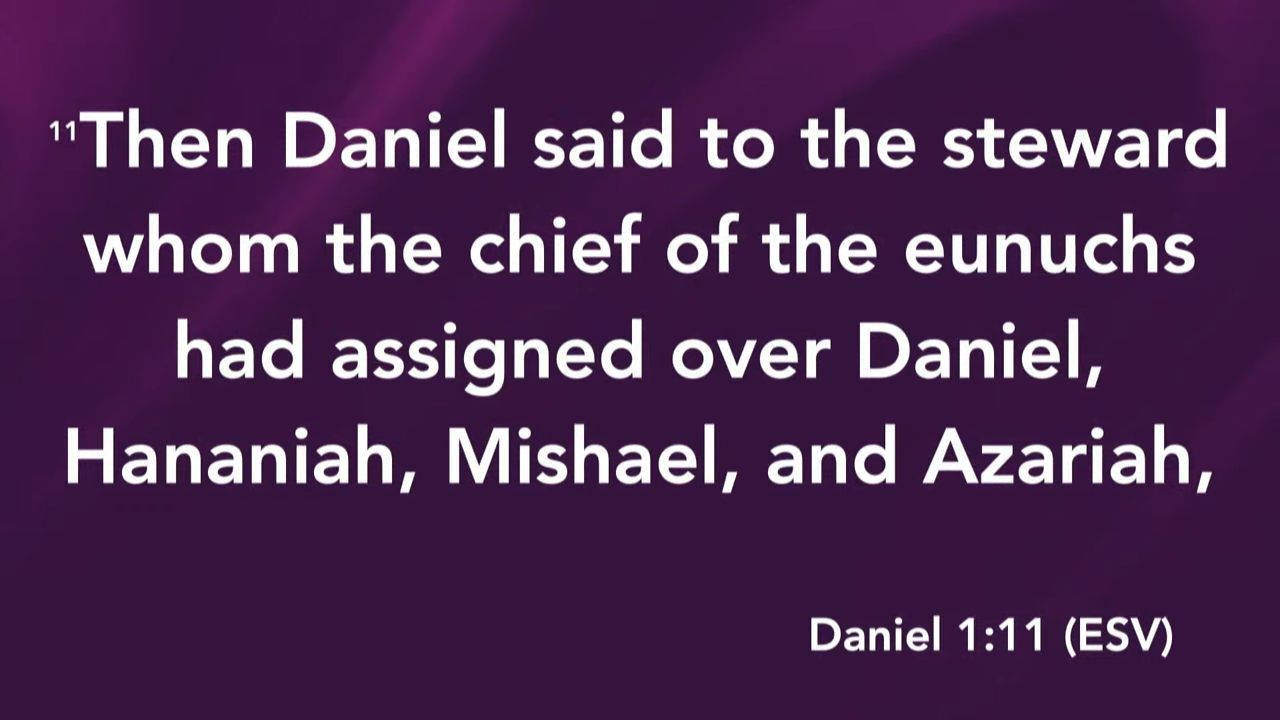 ¹¹Then Daniel said to the steward
whom the chief of the eunuchs
had assigned over Daniel,
Hananiah, Mishael, and Azariah,
Daniel 1:11 (ESV)